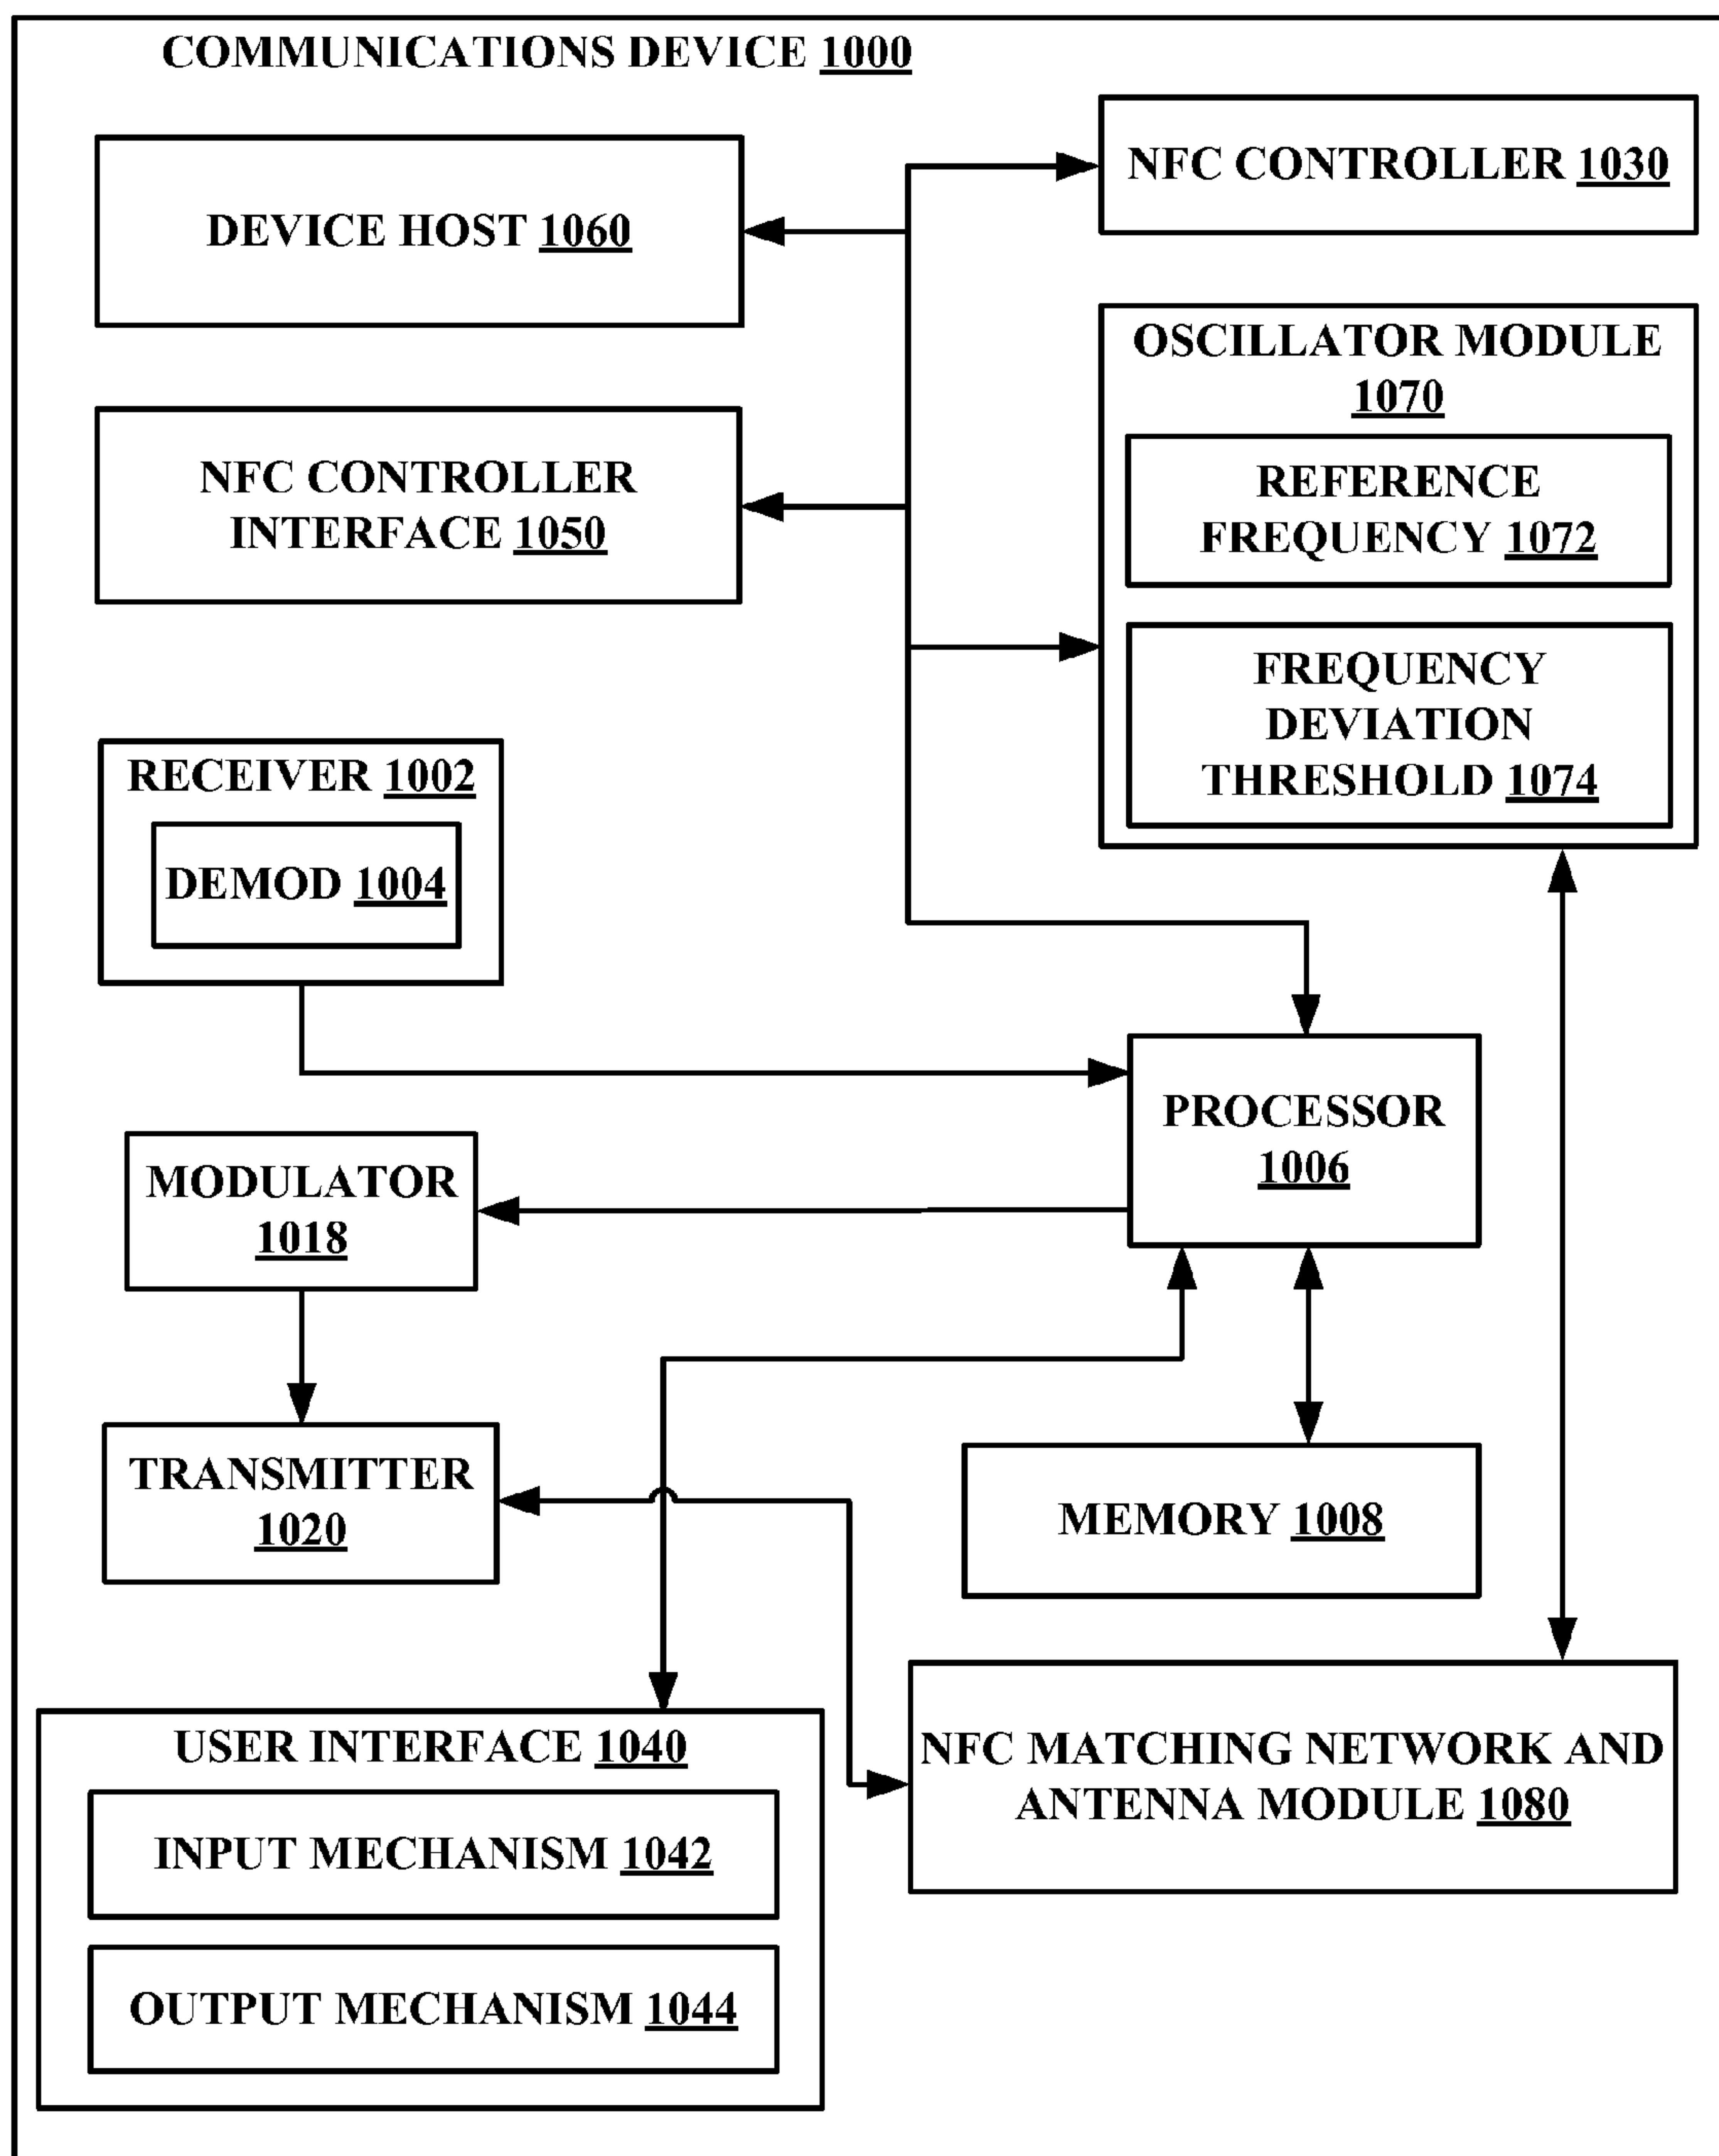 COMMUNICATIONS DEVICE 1000
NFC CONTROLLER 1030
DEVICE HOST 1060
OSCILLATOR MODULE
1070
REFERENCE
FREQUENCY 1072
NFC CONTROLLER
INTERFACE 1050
FREQUENCY
DEVIATION
THRESHOLD 1074
RECEIVER 1002
DEMOD 1004
PROCESSOR
1006
MODULATOR
1018
TRANSMITTER
1020
MEMORY 1008
USER INTERFACE 1040
INPUT MECHANISM 1042
OUTPUT MECHANISM 1044
NFC MATCHING NETWORK AND
ANTENNA MODULE 1080